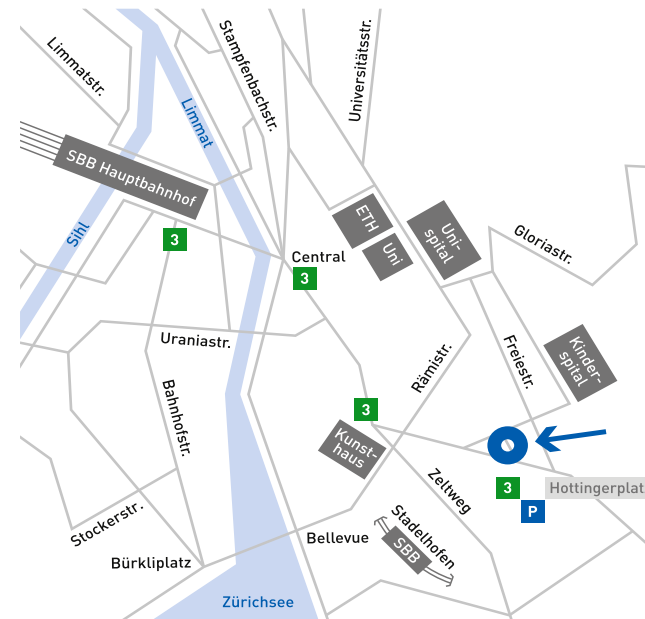 Limmatstr.
Stampfenbachstr.
Universitätsstr.
Limmat
SBB Hauptbahnhof
Sihl
3
Central
3
ETH
Uni
Uni-
spital
Gloriastr.
Uraniastr.
Rämistr.
Freiestr.
Kinder-
spital
Bahnhofstr.
3
Kunst-
haus
Zeltweg
3
Hottingerplat
P
Stockerstr.
Bürkliplatz
Bellevue
Stadelhofen
SBB
Zürichsee